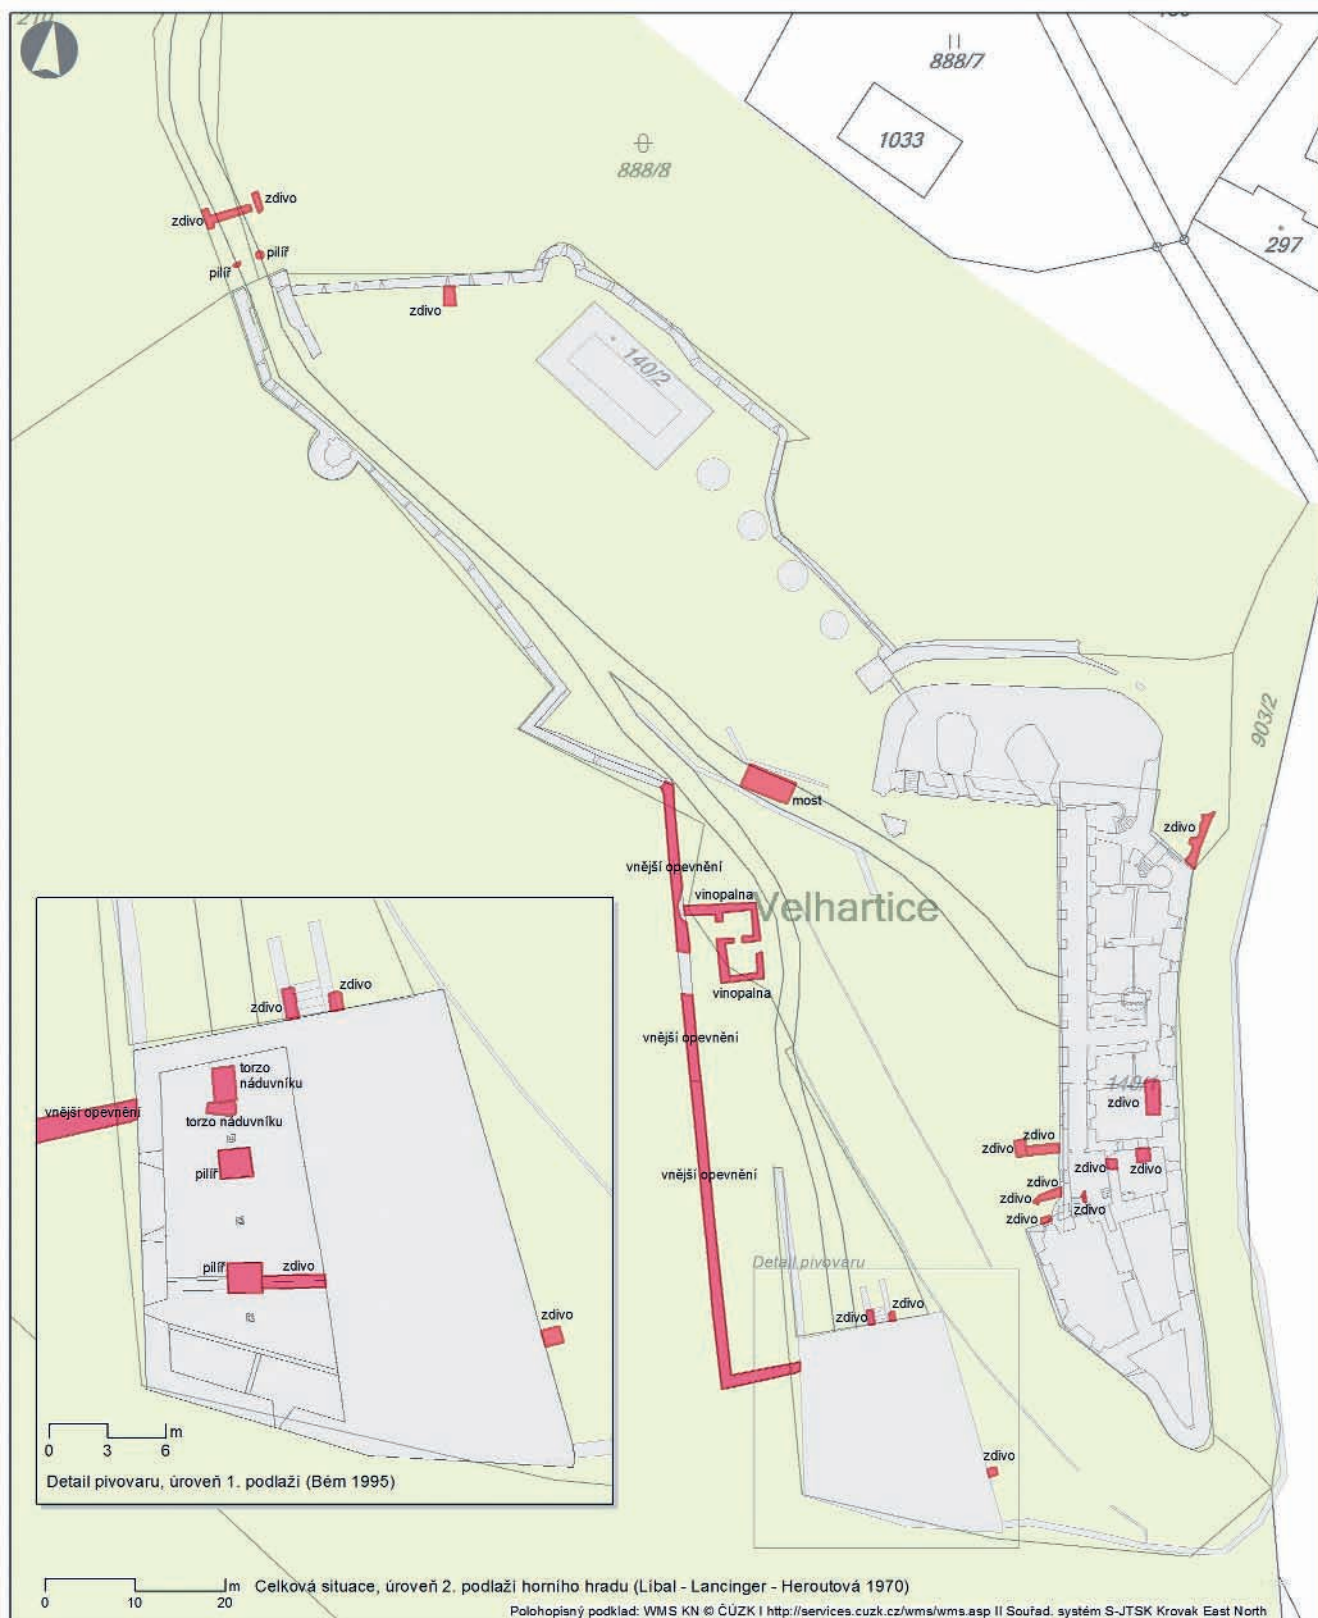 888/7
1033
888/8
297
zdivo
zdivo
pilíř
pilíř
zdivo
140/2
903/2
most
zdivo
vnější opevnění
vinopalna
Velhartice
vinopalna
vnější opevnění
zdivo
zdivo
zdivo
zdivo
zdivo
vnější opevnění
zdivo
zdivo
zdivo
zdivo
Detail pivovaru
zdivo
zdivo
zdivo
zdivo
zdivo
torzo
náduvníku
vnější opevnění
torzo náduvníku
pilíř
pilíř
zdivo
zdivo
m
0 3 6
Detail pivovaru, úroveň 1. podlaží (Bém 1995)
m
0 10 20
Celková situace, úroveň 2. podlaží horního hradu (Líbal - Lancinger - Heroutová 1970)
Polohopisný podklad: WMS KN © ČÚZK I http://services.cuzk.cz/wms/wms.asp II Souřad. systém S-JTSK Krovak East North